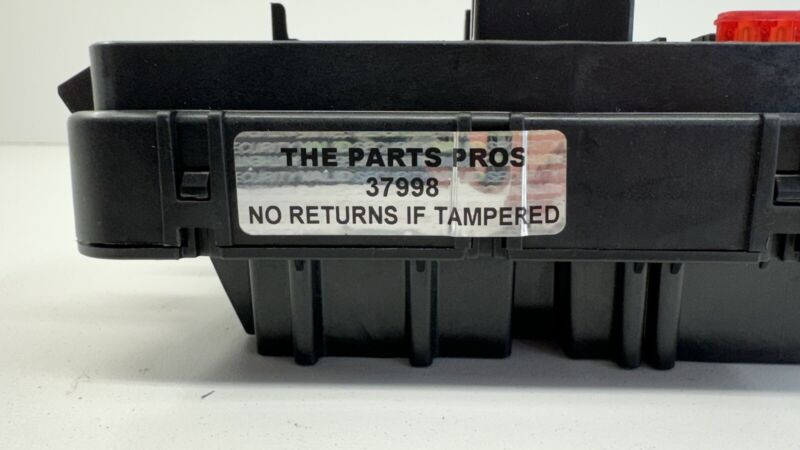 THE PARTS PROS
37998
NO RETURNS IF TAMPERED